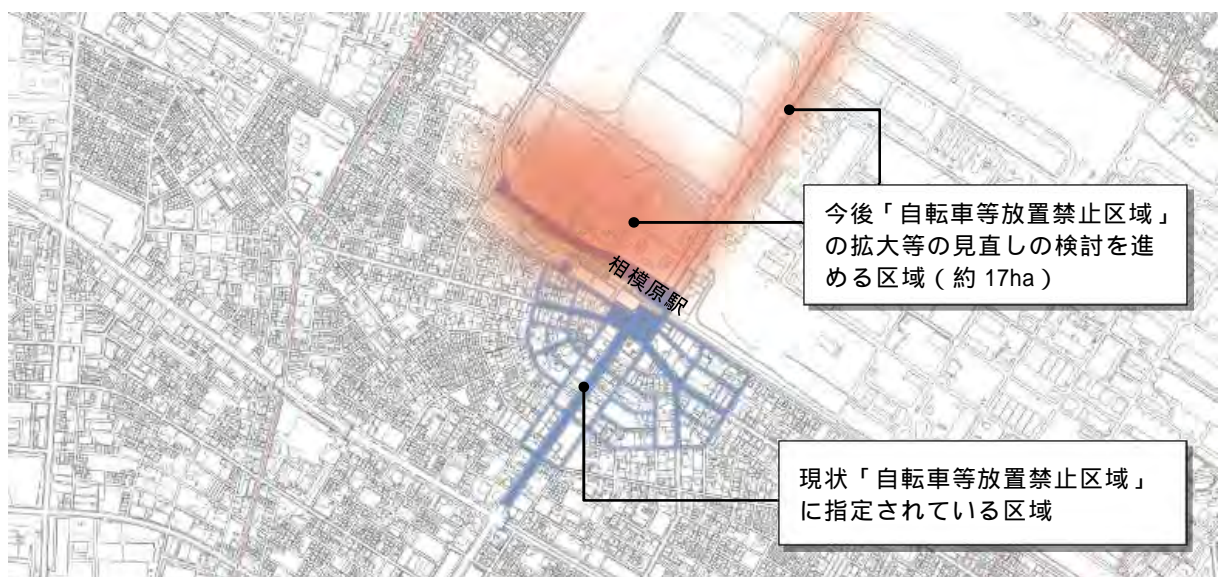 今後「自転車等放置禁止区域」
の拡大等の見直しの検討を進
める区域（約 17ha）
相模原駅
現状「自転車等放置禁止区域」
に指定されている区域